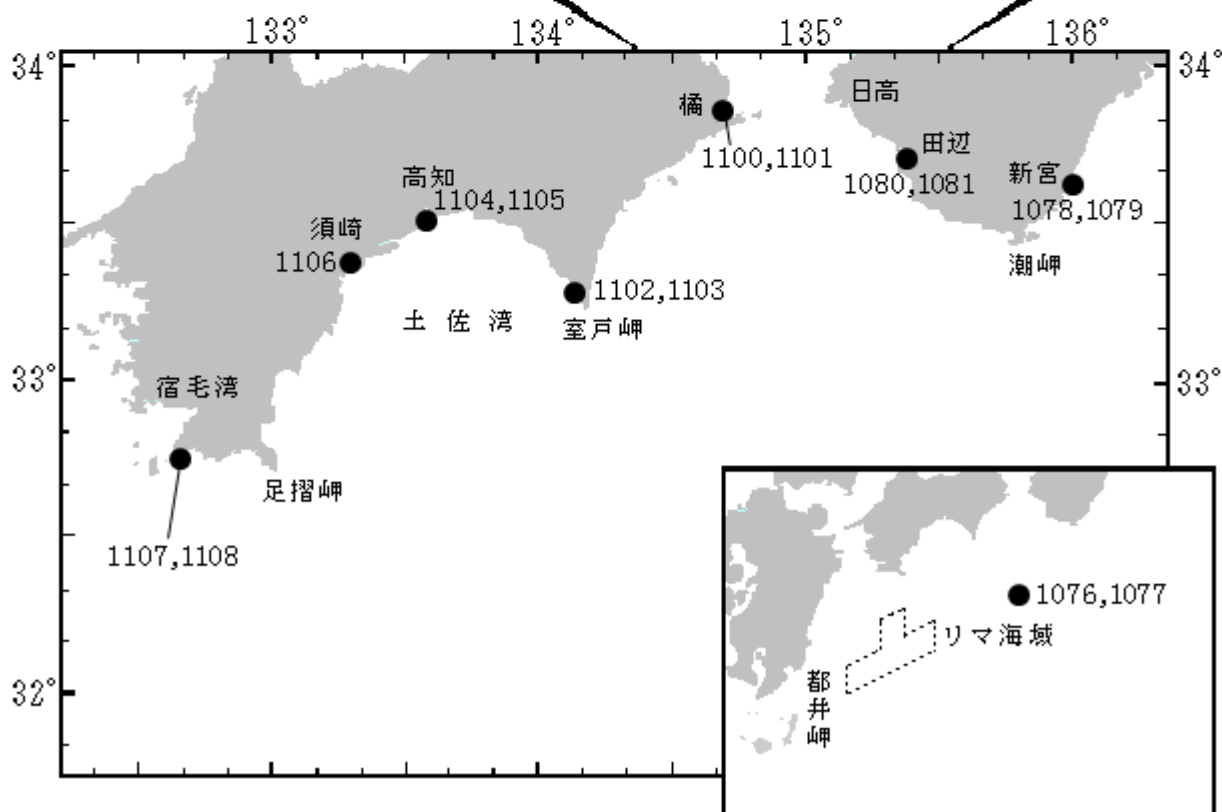 133°
134°
135°
136°
34°
34°
日高
橘
田辺
1100,1101
新宮
高知
1080,1081
1104,1105
1078,1079
須崎
潮岬
1106
1102,1103
土佐湾
室戸岬
33°
33°
宿毛湾
足摺岬
1107,1108
1076,1077
リマ海域
都井岬
32°